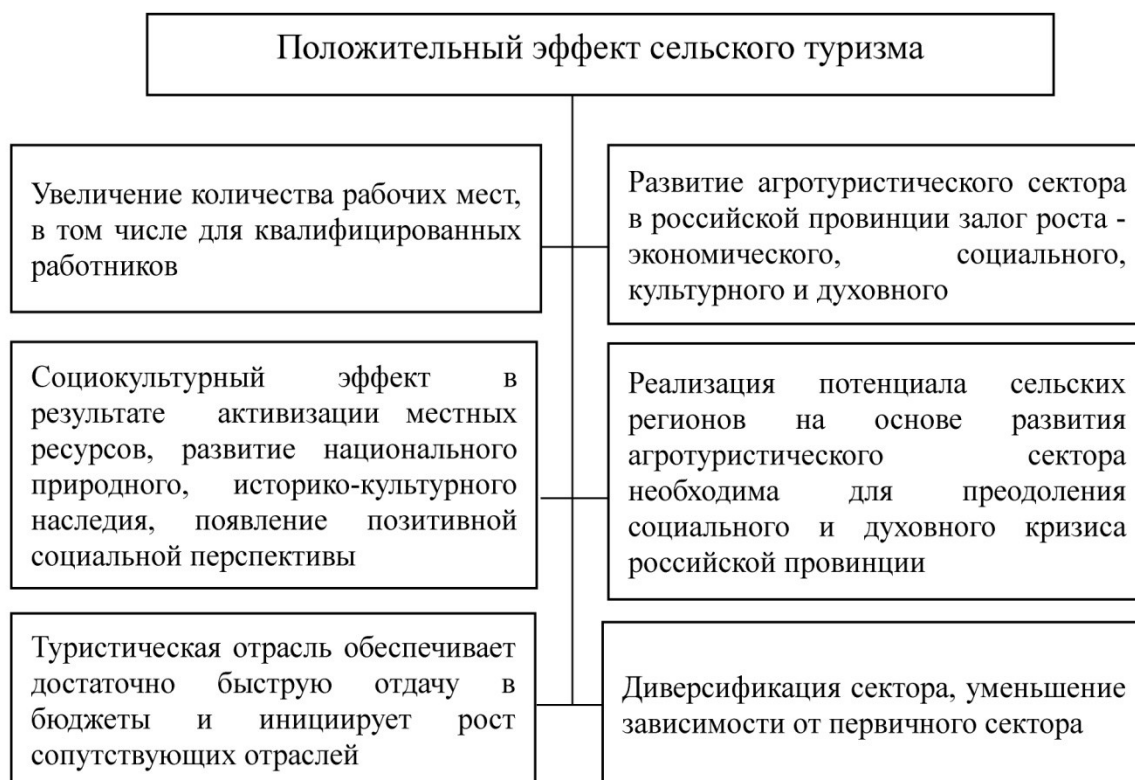 Положительный эффект сельского туризма
Увеличение количества рабочих мест,
в том числе для квалифицированных
работников
Развитие агротуристического сектора
в российской провинции залог роста -
экономического, социального,
культурного и духовного
Социокультурный эффект в
результате активизации местных
ресурсов, развитие национального
природного, историко-культурного
наследия, появление позитивной
социальной перспективы
Реализация потенциала сельских
регионов на основе развития
агротуристического сектора
необходима для преодоления
социального и духовного кризиса
российской провинции
Туристическая отрасль обеспечивает
достаточно быструю отдачу в
бюджеты и инициирует рост
сопутствующих отраслей
Диверсификация сектора, уменьшение
зависимости от первичного сектора